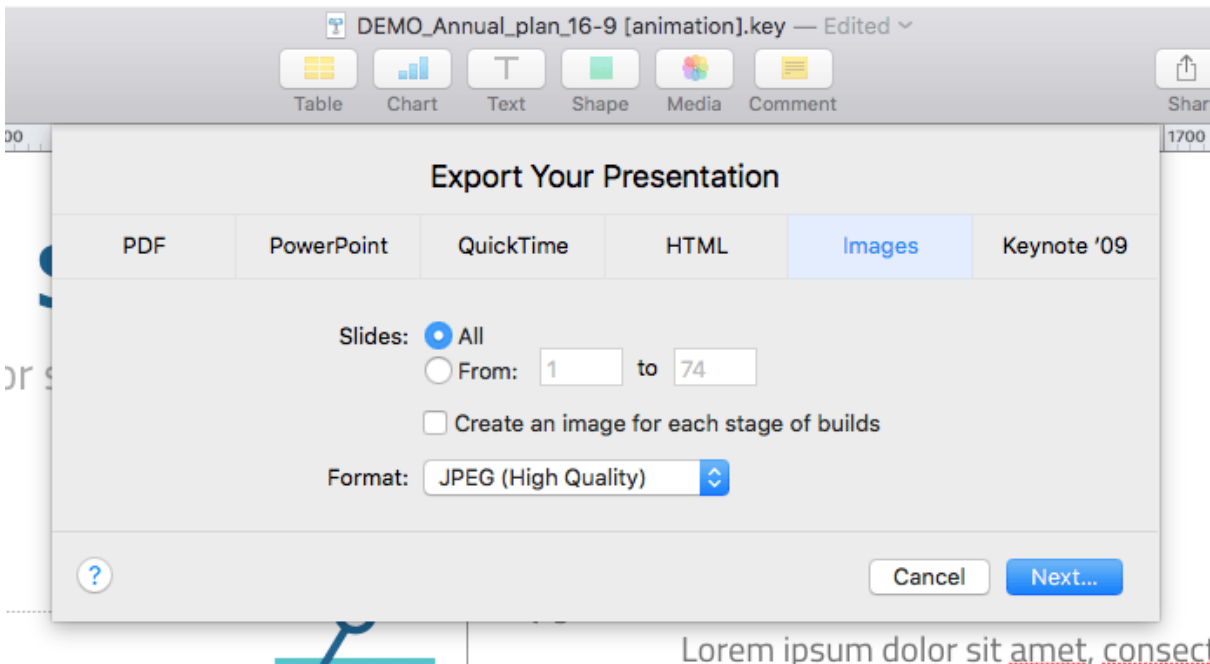 DEMO_Annual_plan_16-9 [animation].key — Edited
Table Chart Text Shape Media Comment
1700
Export Your Presentation
PDF PowerPoint QuickTime HTML Images Keynote '09
Slides: All
From: 1 to 74
Create an image for each stage of builds
Format: JPEG (High Quality)
? Cancel Next...
Lorem ipsum dolor sit amet, consect